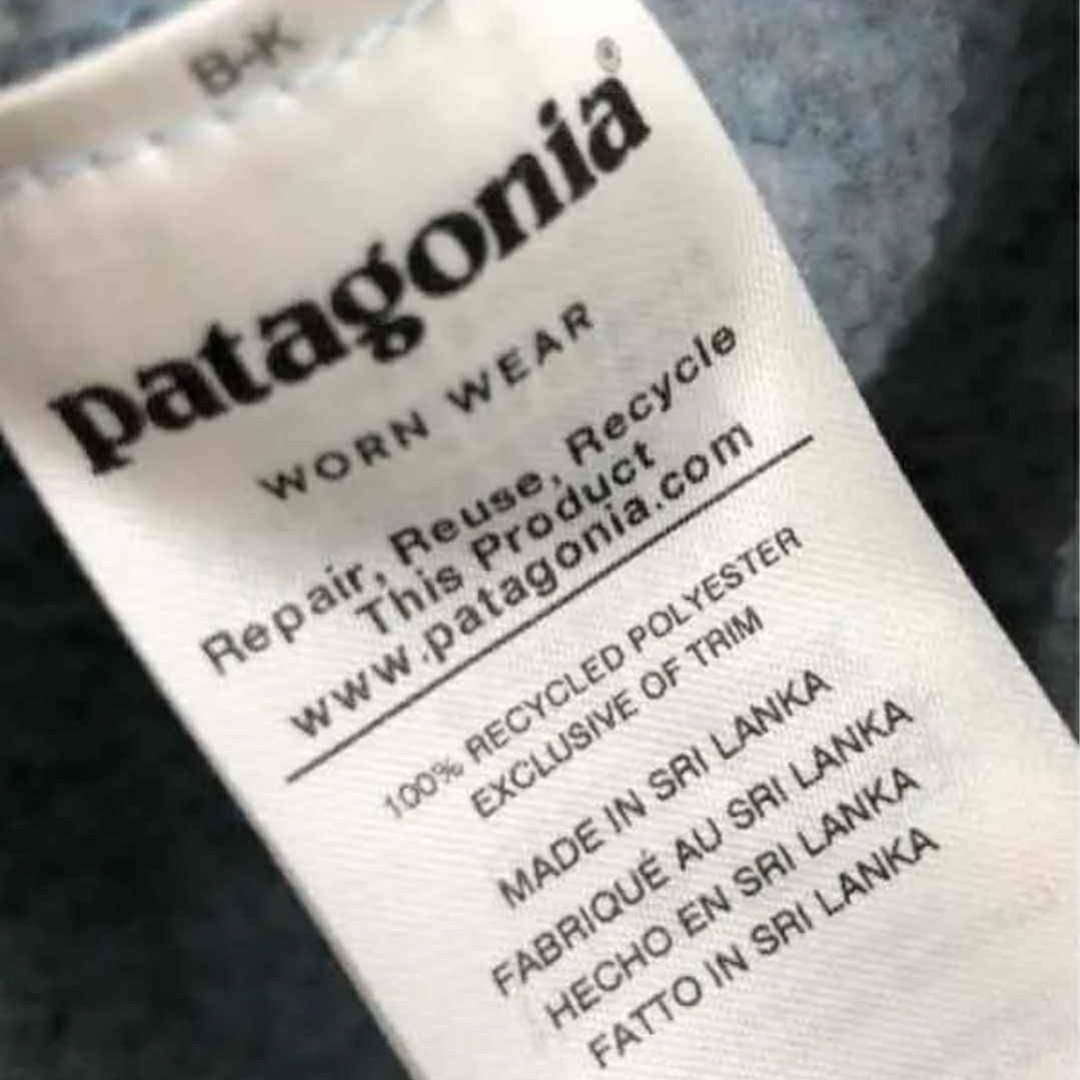 B-K
patagonia®
WORN WEAR
Repair, Reuse, Recycle
This Product
www.patagonia.com
100% RECYCLED POLYESTER
EXCLUSIVE OF TRIM
MADE IN SRI LANKA
FABRIQUÉ AU SRI LANKA
HECHO EN SRI LANKA
FATTO IN SRI LANKA